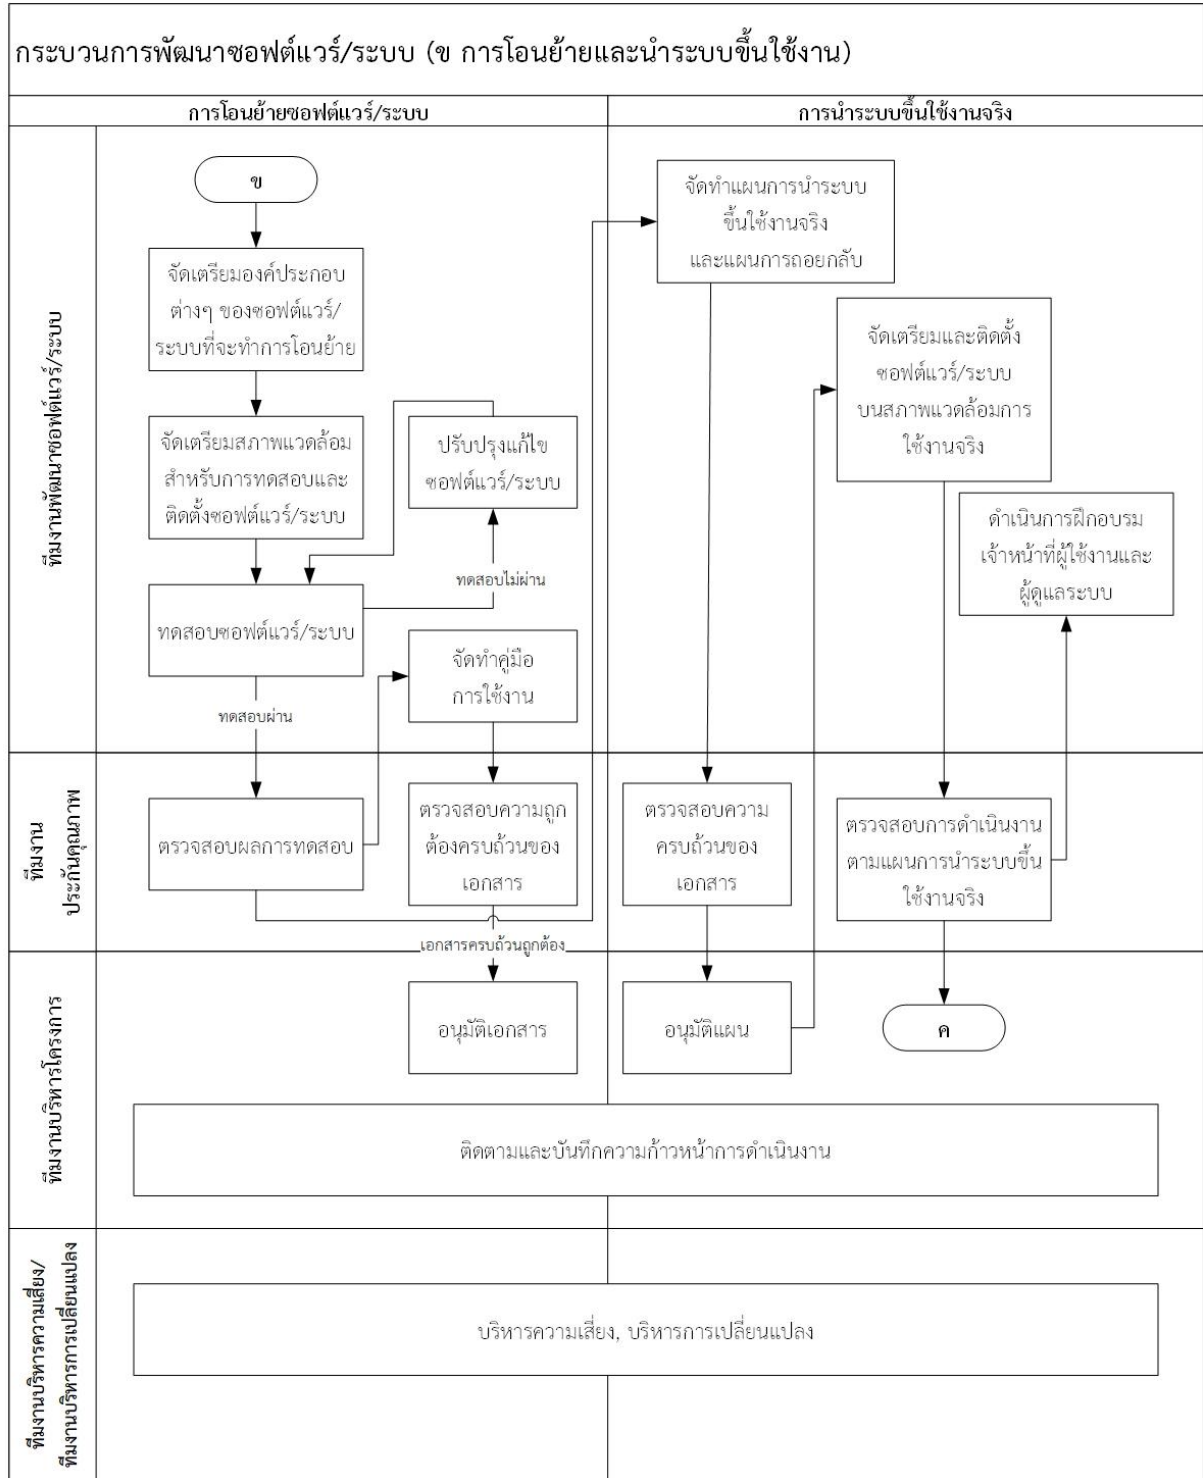 กระบวนการพัฒนาซอฟต์แวร์/ระบบ (ข การโอนย้ายและนำระบบขึ้นใช้งาน)
การโอนย้ายซอฟต์แวร์/ระบบ
การนำระบบขึ้นใช้งานจริง
ทีมงานพัฒนาซอฟต์แวร์/ระบบ
ข
จัดเตรียมองค์ประกอบ
ต่างๆ ของซอฟต์แวร์/
ระบบที่จะทำการโอนย้าย
จัดเตรียมสภาพแวดล้อม
สำหรับการทดสอบและ
ติดตั้งซอฟต์แวร์/ระบบ
ปรับปรุงแก้ไข
ซอฟต์แวร์/ระบบ
ทดสอบไม่ผ่าน
ทดสอบซอฟต์แวร์/ระบบ
จัดทำคู่มือ
การใช้งาน
ทดสอบผ่าน
จัดทำแผนการนำระบบ
ขึ้นใช้งานจริง
และแผนการถอยกลับ
จัดเตรียมและติดตั้ง
ซอฟต์แวร์/ระบบ
บนสภาพแวดล้อมการ
ใช้งานจริง
ดำเนินการฝึกอบรม
เจ้าหน้าที่ผู้ใช้งานและ
ผู้ดูแลระบบ
ทีมงาน
ประกันคุณภาพ
ตรวจสอบผลการทดสอบ
ตรวจสอบความถูก
ต้องครบถ้วนของ
เอกสาร
เอกสารครบถ้วนถูกต้อง
ตรวจสอบความ
ครบถ้วนของ
เอกสาร
ตรวจสอบการดำเนินงาน
ตามแผนการนำระบบขึ้น
ใช้งานจริง
ทีมงานบริหารโครงการ
อนุมัติเอกสาร
อนุมัติแผน
ค
ติดตามและบันทึกความก้าวหน้าการดำเนินงาน
ทีมงานบริหารความเสี่ยง/
ทีมงานบริหารการเปลี่ยนแปลง
บริหารความเสี่ยง, บริหารการเปลี่ยนแปลง